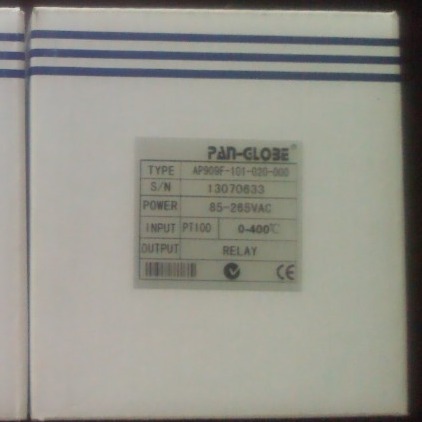 PAN-GLOBE®
TYPE AP909F-101-020-000
S/N 13070633
POWER 85-265VAC
INPUT PT100 0-400℃
OUTPUT RELAY
CE